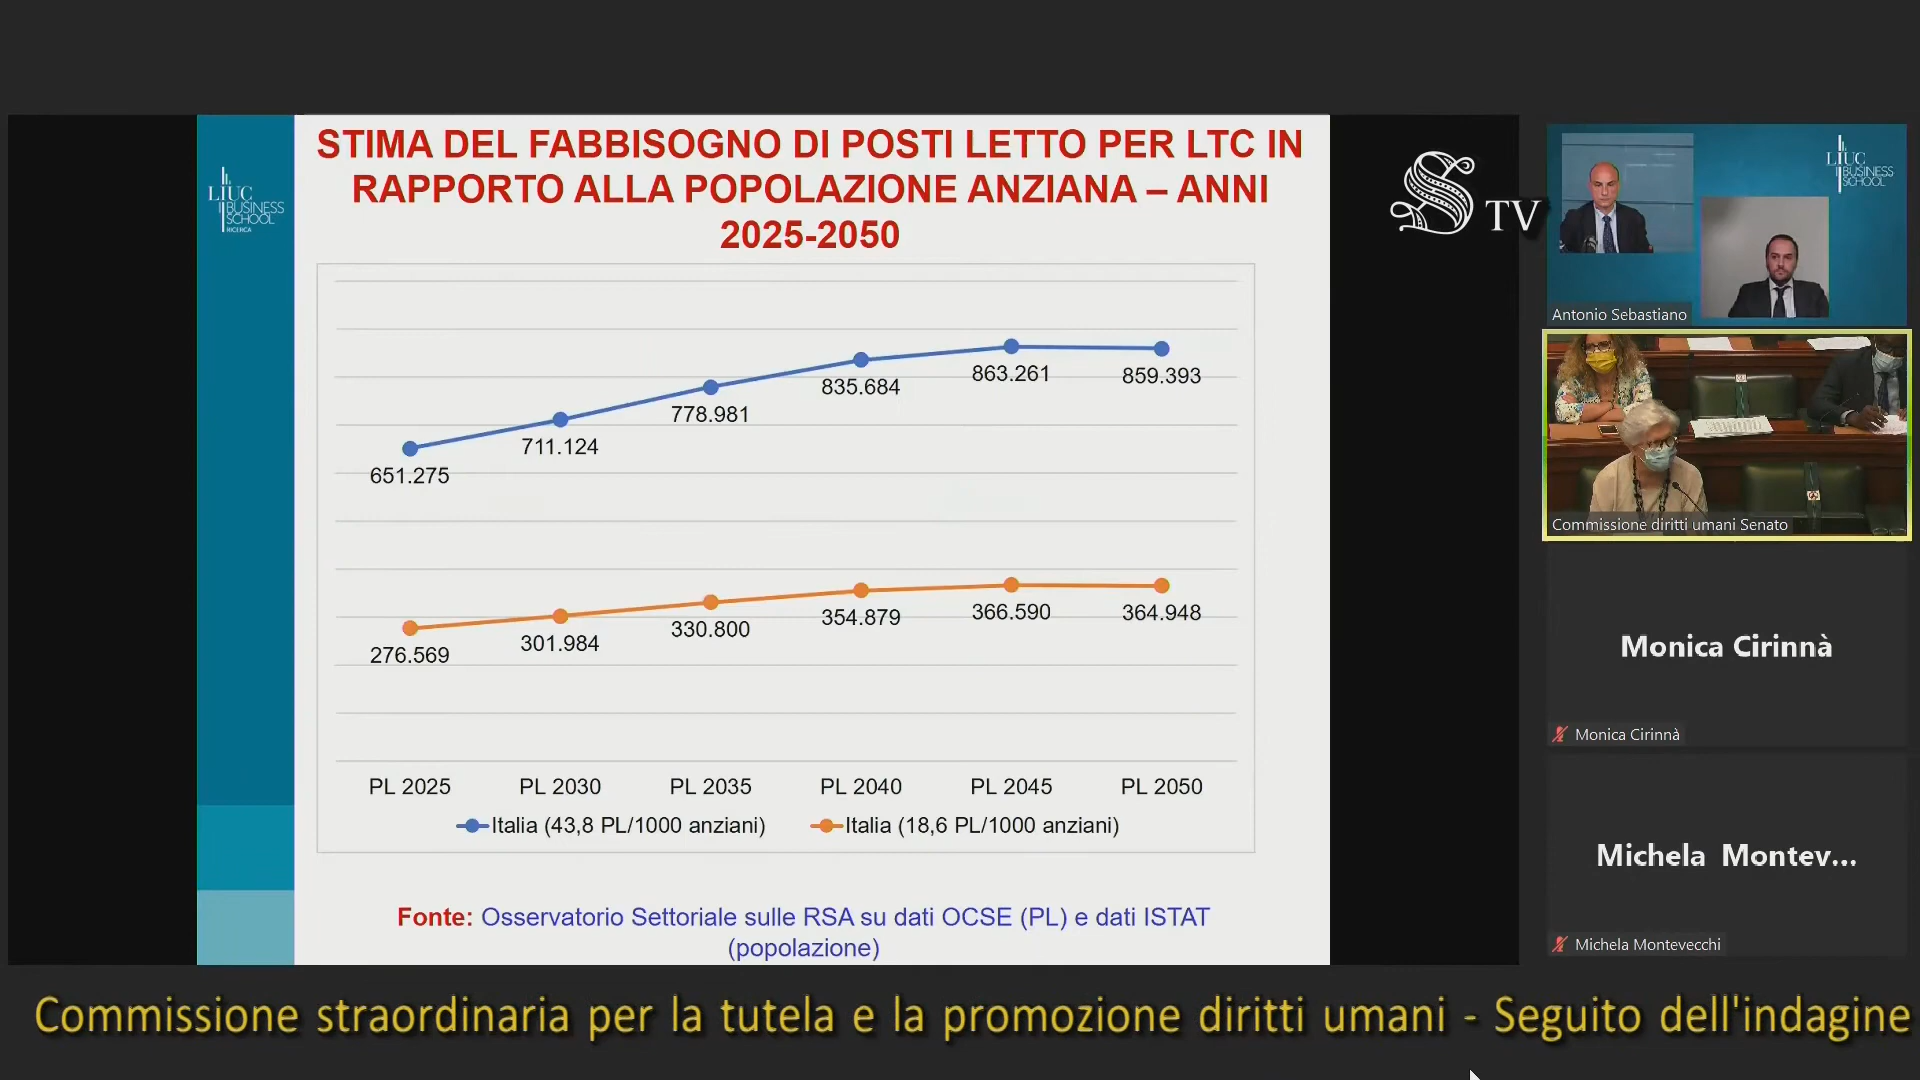 STIMA DEL FABBISOGNO DI POSTI LETTO PER LTC IN
RAPPORTO ALLA POPOLAZIONE ANZIANA – ANNI
2025-2050
LIUC
BUSINESS
SCHOOL
RICERCA
651.275
711.124
778.981
835.684
863.261
859.393
276.569
301.984
330.800
354.879
366.590
364.948
PL 2025
PL 2030
PL 2035
PL 2040
PL 2045
PL 2050
Italia (43,8 PL/1000 anziani)
Italia (18,6 PL/1000 anziani)
Fonte: Osservatorio Settoriale sulle RSA su dati OCSE (PL) e dati ISTAT
(popolazione)
S TV
LIUC
BUSINESS
SCHOOL
Antonio Sebastiano
Commissione diritti umani Senato
Monica Cirinnà
Monica Cirinnà
Michela Montev...
Michela Montevecchi
Commissione straordinaria per la tutela e la promozione diritti umani - Seguito dell'indagine